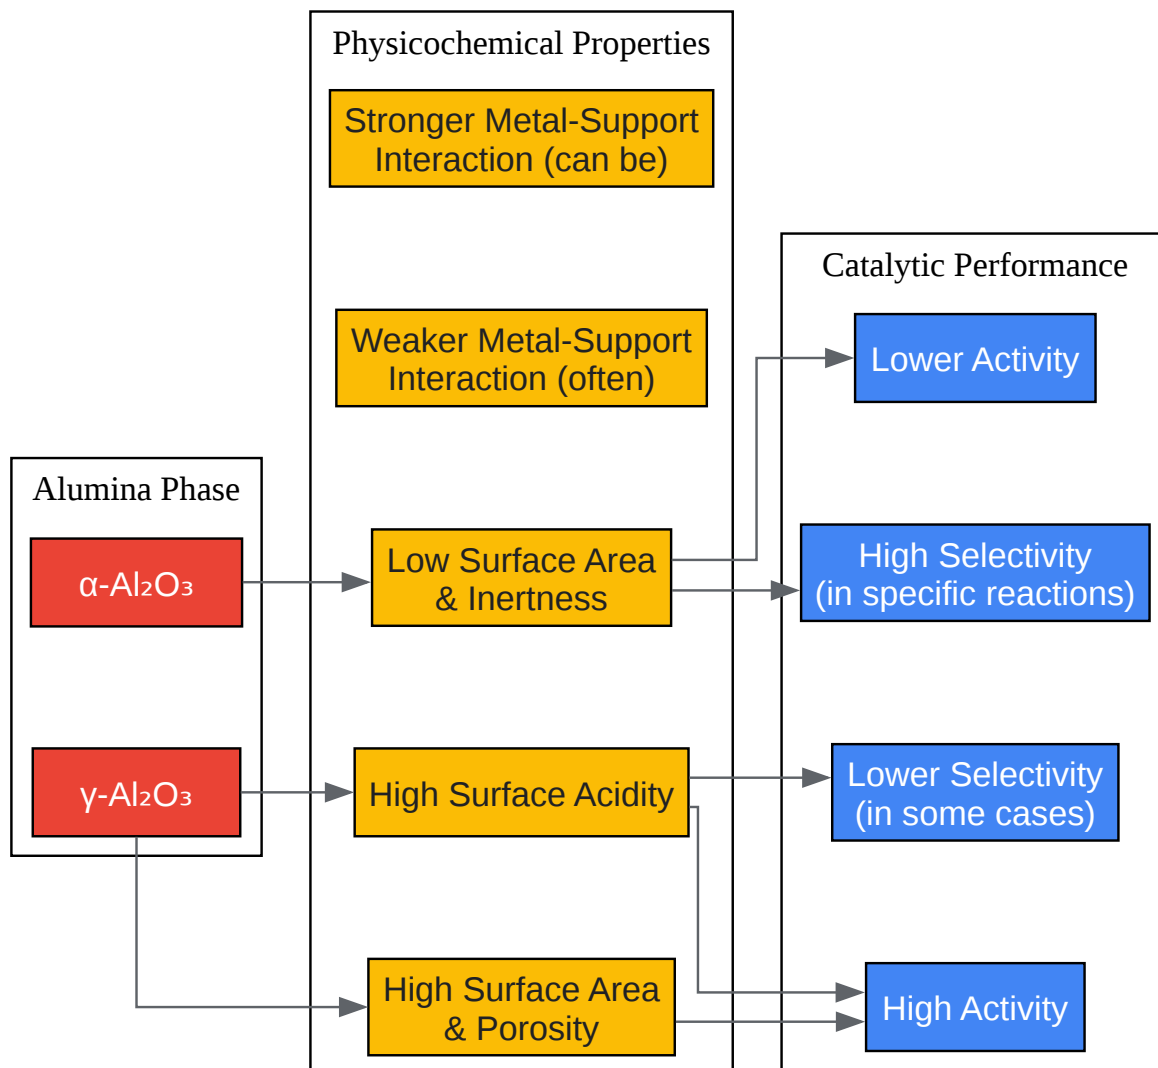 Physicochemical Properties
Stronger Metal-Support
Interaction (can be)
Weaker Metal-Support
Interaction (often)
Low Surface Area
& Inertness
High Surface Acidity
High Surface Area
& Porosity
Alumina Phase
α-Al₂O₃
γ-Al₂O₃
Catalytic Performance
Lower Activity
High Selectivity
(in specific reactions)
Lower Selectivity
(in some cases)
High Activity